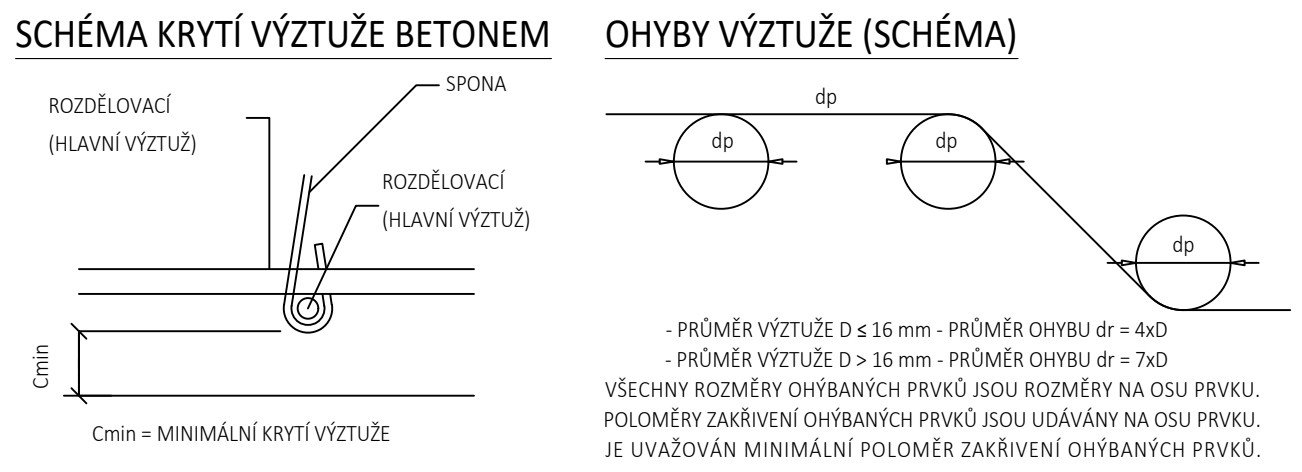 SCHÉMA KRYTÍ VÝZTUŽE BETONEM
ROZDĚLOVACÍ
(HLAVNÍ VÝZTUŽ)
SPONA
ROZDĚLOVACÍ
(HLAVNÍ VÝZTUŽ)
Cmin
Cmin = MINIMÁLNÍ KRYTÍ VÝZTUŽE
OHYBY VÝZTUŽE (SCHÉMA)
dp
dp
dp
dp
- PRŮMĚR VÝZTUŽE D ≤ 16 mm - PRŮMĚR OHYBU dr = 4xD
- PRŮMĚR VÝZTUŽE D > 16 mm - PRŮMĚR OHYBU dr = 7xD
VŠECHNY ROZMĚRY OHÝBANÝCH PRVKŮ JSOU ROZMĚRY NA OSU PRVKU.
POLOMĚRY ZAKŘIVENÍ OHÝBANÝCH PRVKŮ JSOU UDÁVÁNY NA OSU PRVKU.
JE UVAŽOVÁN MINIMÁLNÍ POLOMĚR ZAKŘIVENÍ OHÝBANÝCH PRVKŮ.